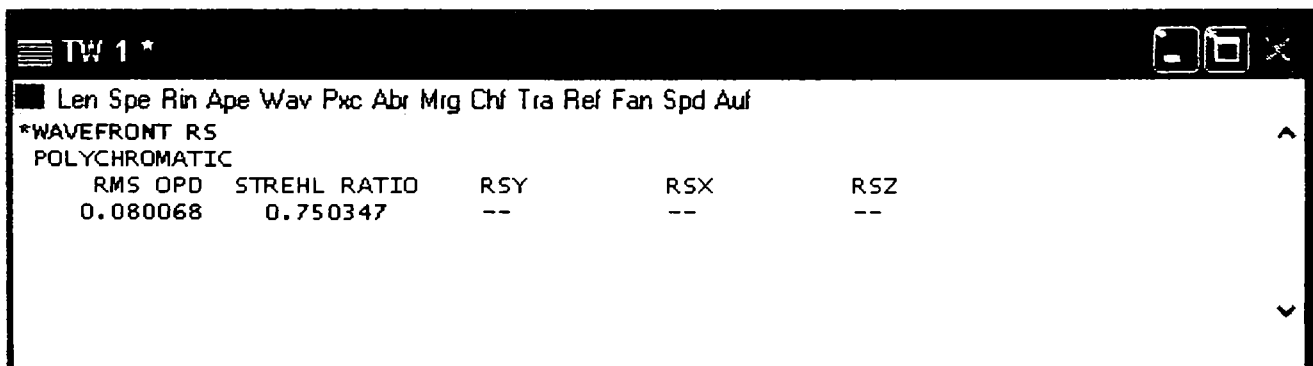 TW 1 *
Len Spe Rin Ape Wav Pxc Abr Mrg Chf Tra Ref Fan Spd Auf
*WAVEFRONT RS
POLYCHROMATIC
RMS OPD STREHL RATIO RSY RSX RSZ
0.080068 0.750347 -- -- --